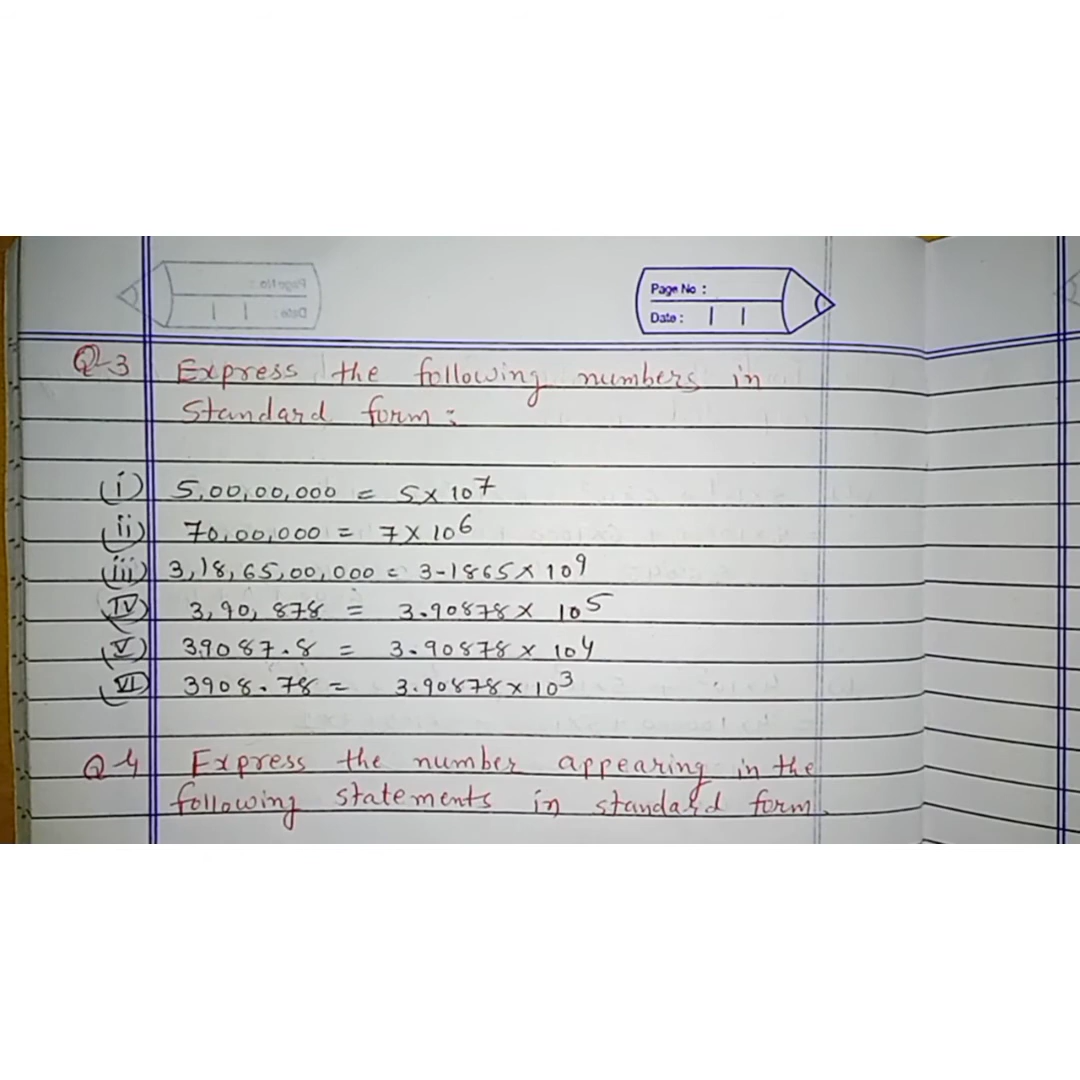 Page No :
Date :
Q-3 Express the following numbers in
Standard form :
(i) 5,00,00,000 = 5×10⁷
(ii) 70,00,000 = 7×10⁶
(iii) 3,18,65,00,000 = 3-1865×10⁹
(IV) 3,90,878 = 3.90878× 10⁵
(V) 39087.8 = 3.90878×10⁴
(VI) 3908.78 = 3.90878×10³
Q-4 Express the number appearing in the
following statements in standard form.